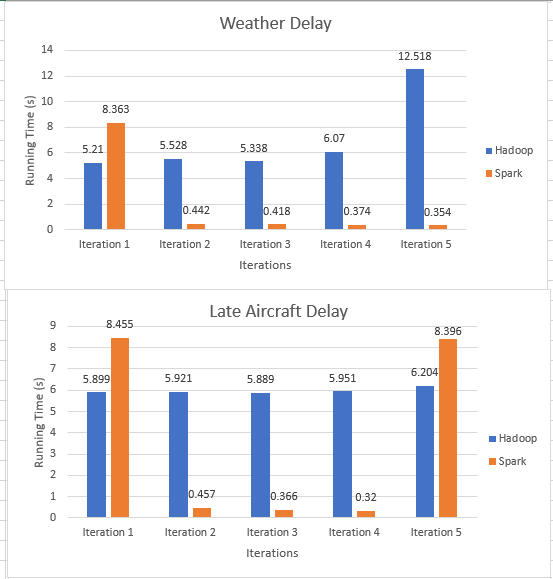 Weather Delay
14
12
10
8
6
4
2
0
Running Time (s)
5.21
8.363
5.528
0.442
5.338
0.418
6.07
0.374
12.518
0.354
Iteration 1
Iteration 2
Iteration 3
Iteration 4
Iteration 5
Iterations
Hadoop
Spark
Late Aircraft Delay
9
8
7
6
5
4
3
2
1
0
Running Time (s)
5.899
8.455
5.921
0.457
5.889
0.366
5.951
0.32
6.204
8.396
Iteration 1
Iteration 2
Iteration 3
Iteration 4
Iteration 5
Iterations
Hadoop
Spark